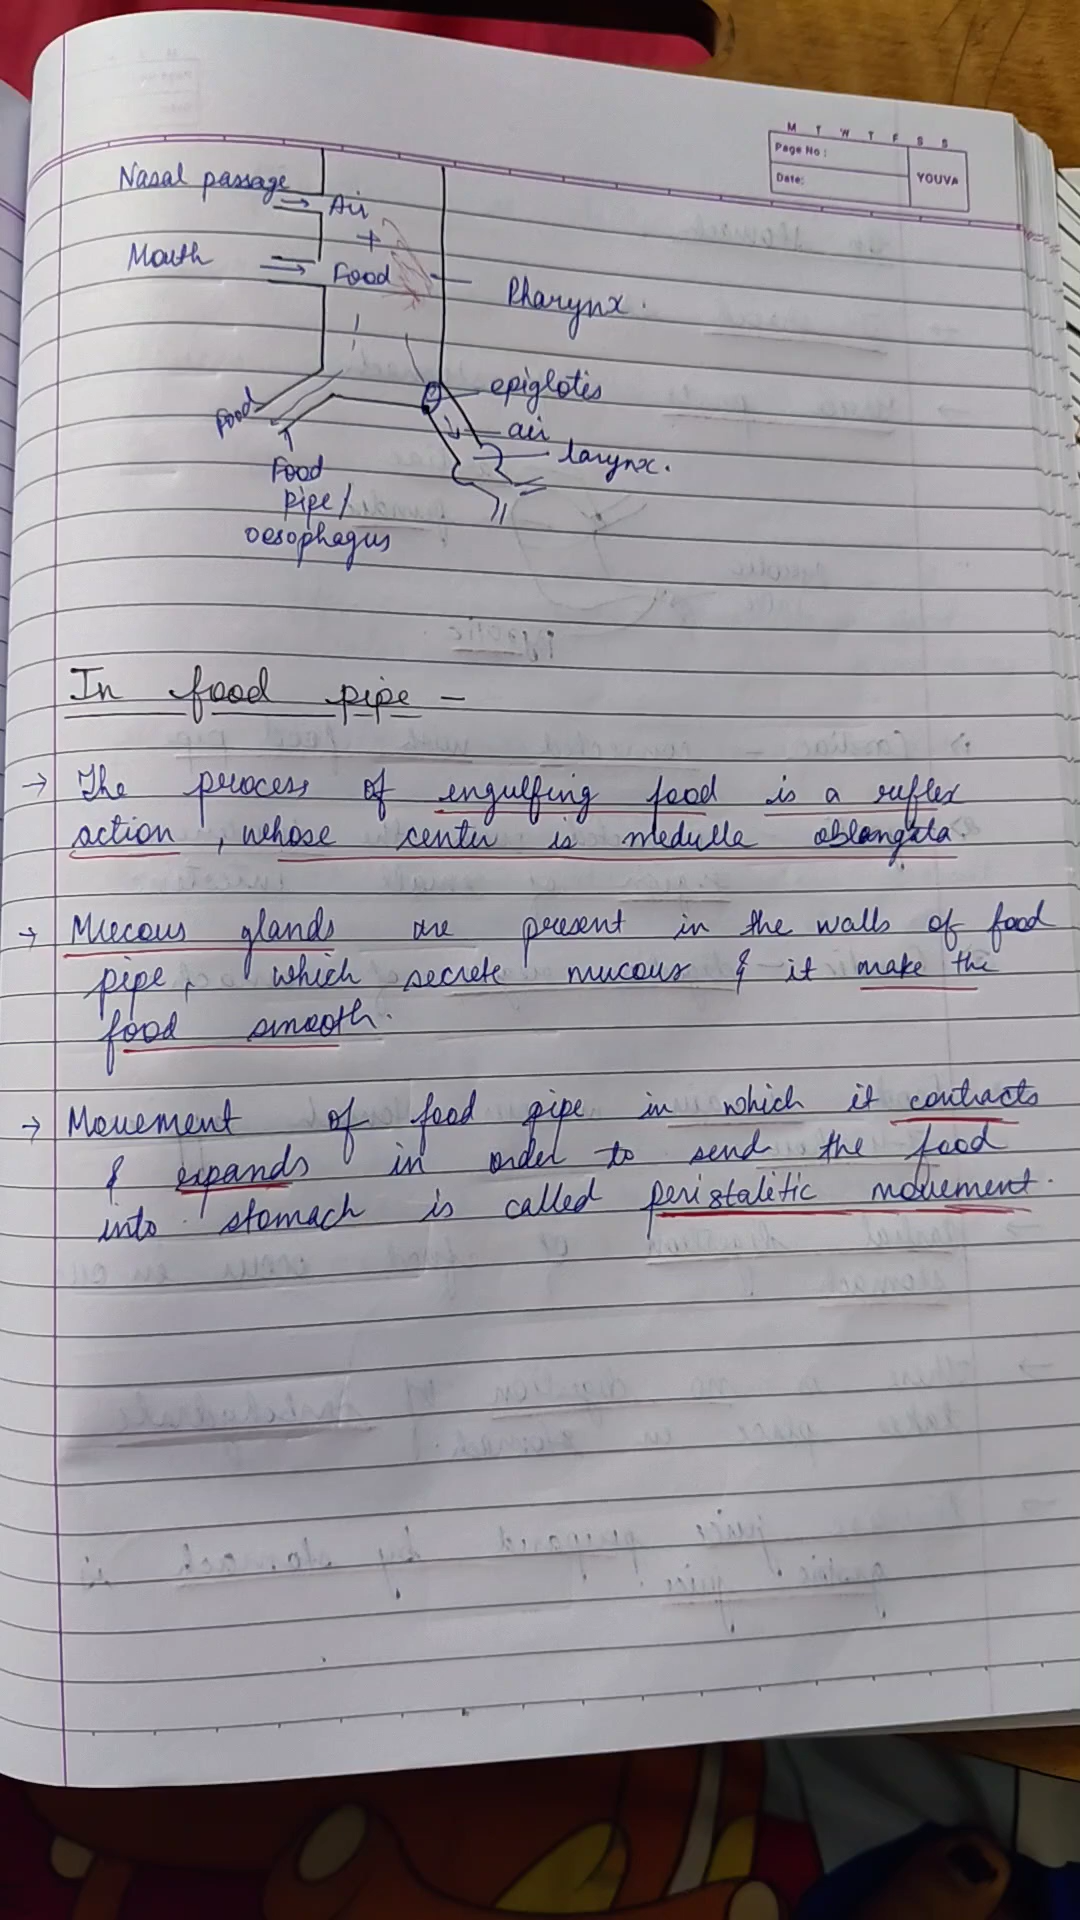 M T W T F S S
Page No :
Date:
YOUVA
Nasal passage
Air
+
Mouth
Food
Pharynx.
epiglotis
Food
air
larynx.
Food
pipe/
oesophagus
In food pipe -
→ The process of engulfing food is a reflex
action, whose center is medulla oblangata.
→ Mucous glands are present in the walls of food
pipe, which secrete mucous & it make the
food smooth.
→ Movement of food pipe in which it contracts
& expands in order to send the food
into stomach is called peristaletic movement.